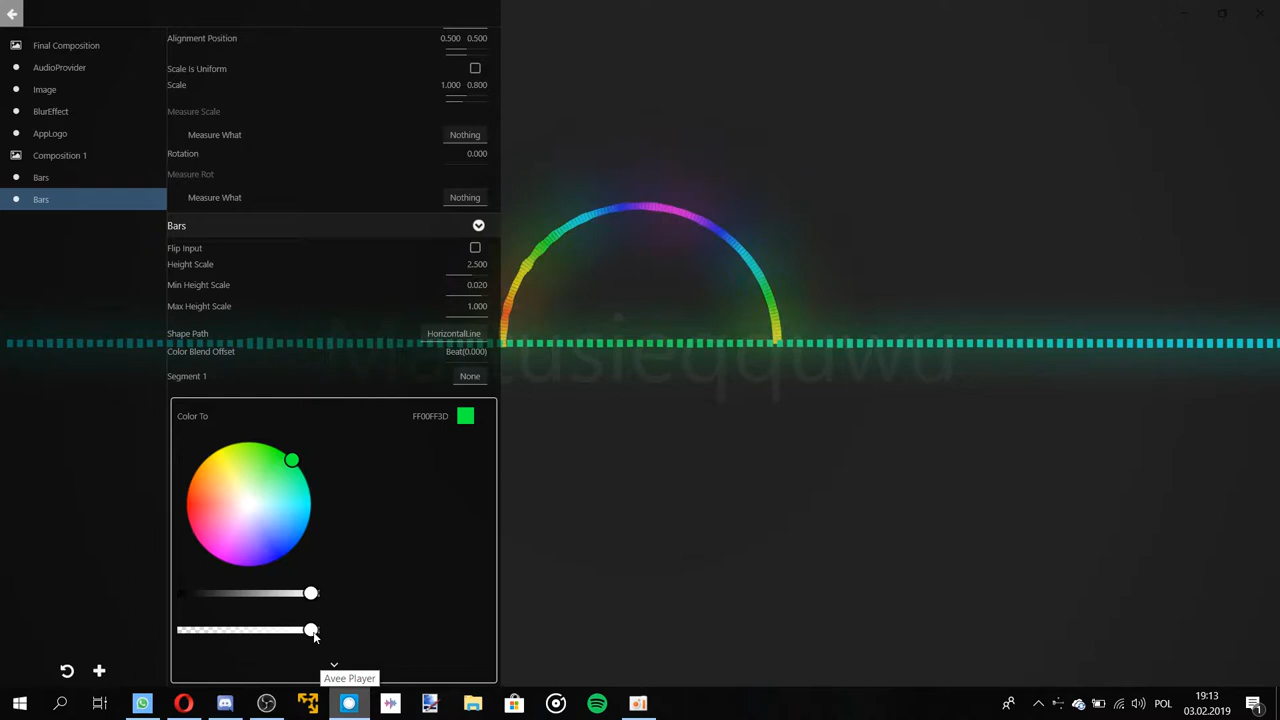 Final Composition
AudioProvider
Image
BlurEffect
AppLogo
Composition 1
Bars
Bars
Alignment Position 0.500 0.500
Scale Is Uniform
Scale 1.000 0.800
Measure Scale
Measure What Nothing
Rotation 0.000
Measure Rot
Measure What Nothing
Bars
Flip Input
Height Scale 2.500
Min Height Scale 0.020
Max Height Scale 1.000
Shape Path HorizontalLine
Color Blend Offset Beat(0.000)
Segment 1 None
Color To FF00FF3D
Avee Player
POL
19:13
03.02.2019
1